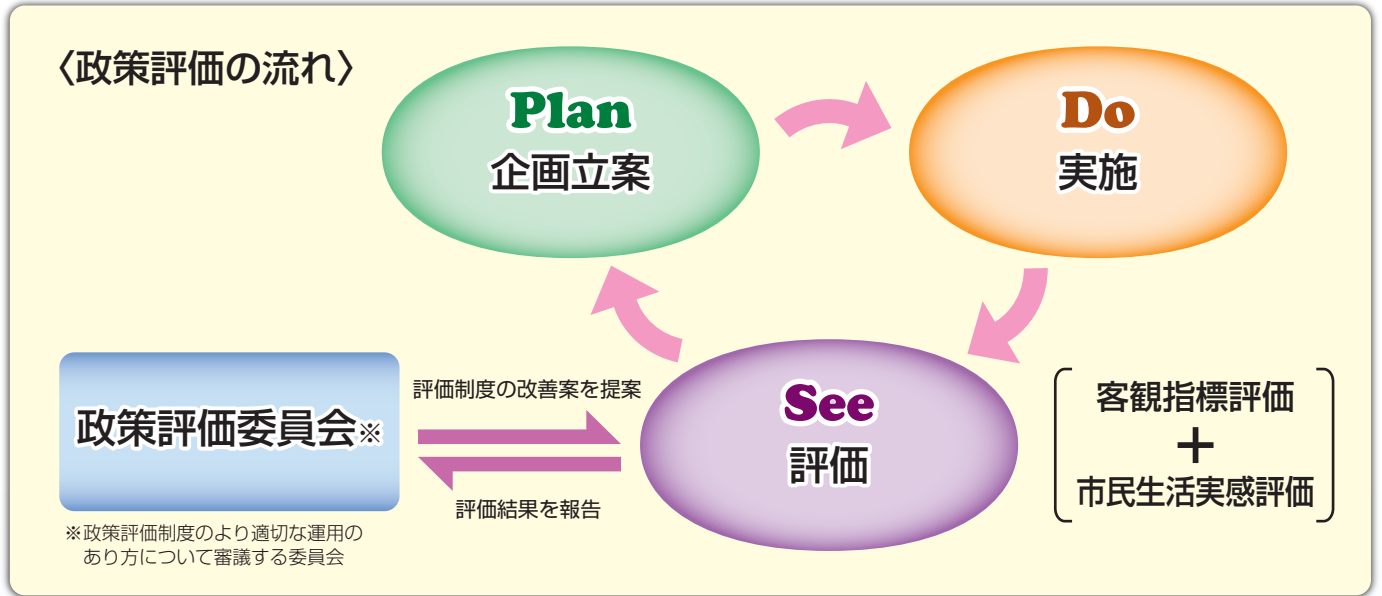 〈政策評価の流れ〉
Plan
企画立案
Do
実施
政策評価委員会※
※政策評価制度のより適切な運用の
あり方について審議する委員会
評価制度の改善案を提案
評価結果を報告
See
評価
客観指標評価
+
市民生活実感評価